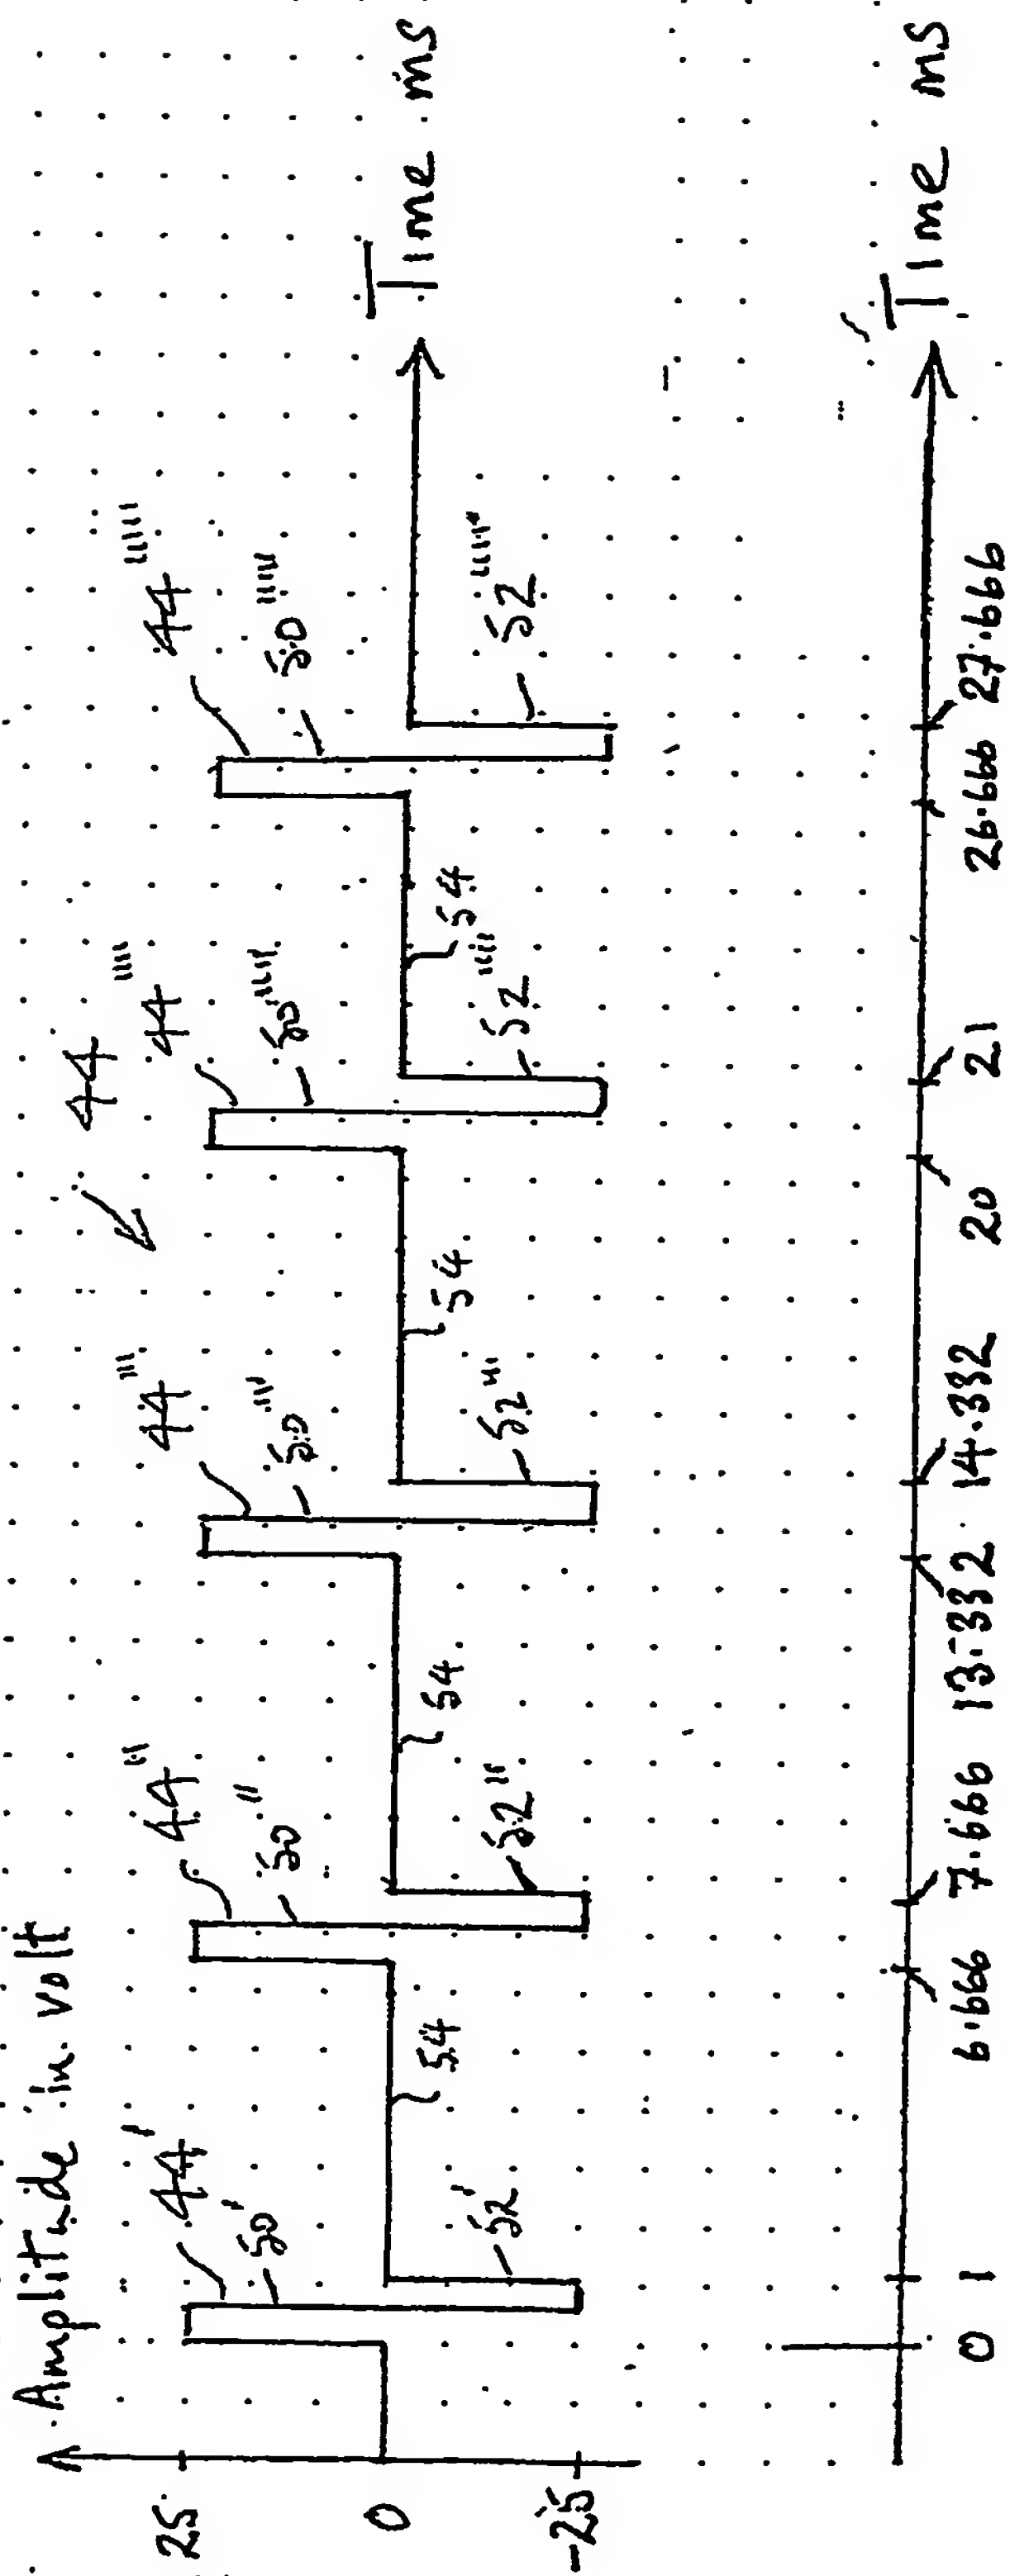 Amplitude in volt
25
0
-25
44
44' 44" 44"' 44"" 44""'
50' 50" 50"' 50"" 50""'
54 54 54 54
52' 52" 52"' 52"" 52""'
Time ms
0 1 6.666 7.666 13.332 14.332 20 21 26.666 27.666
Time ms